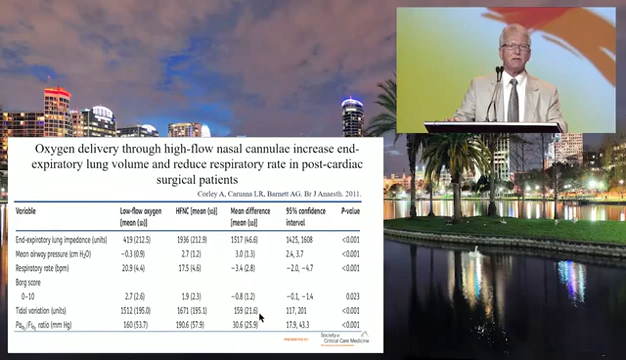 Oxygen delivery through high-flow nasal cannulae increase end-
expiratory lung volume and reduce respiratory rate in post-cardiac
surgical patients
Corley A, Caruana LR, Barnett AG. Br J Anaesth. 2011.
Variable Low-flow oxygen [mean (SD)] HFNC [mean (SD)] Mean difference [mean (SE)] 95% confidence interval P-value
End-expiratory lung impedance (units) 419 (212.5) 1936 (212.9) 1517 (46.6) 1425, 1608 <0.001
Mean airway pressure (cm H2O) −0.3 (0.9) 2.7 (1.2) 3.0 (1.3) 2.4, 3.7 <0.001
Respiratory rate (bpm) 20.9 (4.4) 17.5 (4.6) −3.4 (2.8) −2.0, −4.7 <0.001
Borg score
0–10 2.7 (2.6) 1.9 (2.3) −0.8 (1.2) −0.1, −1.4 0.023
Tidal variation (units) 1512 (195.0) 1671 (195.1) 159 (21.6) 117, 201 <0.001
PaO2/FIO2 ratio (mm Hg) 160 (53.7) 190.6 (57.9) 30.6 (25.9) 17.9, 43.3 <0.001
Society of
Critical Care Medicine